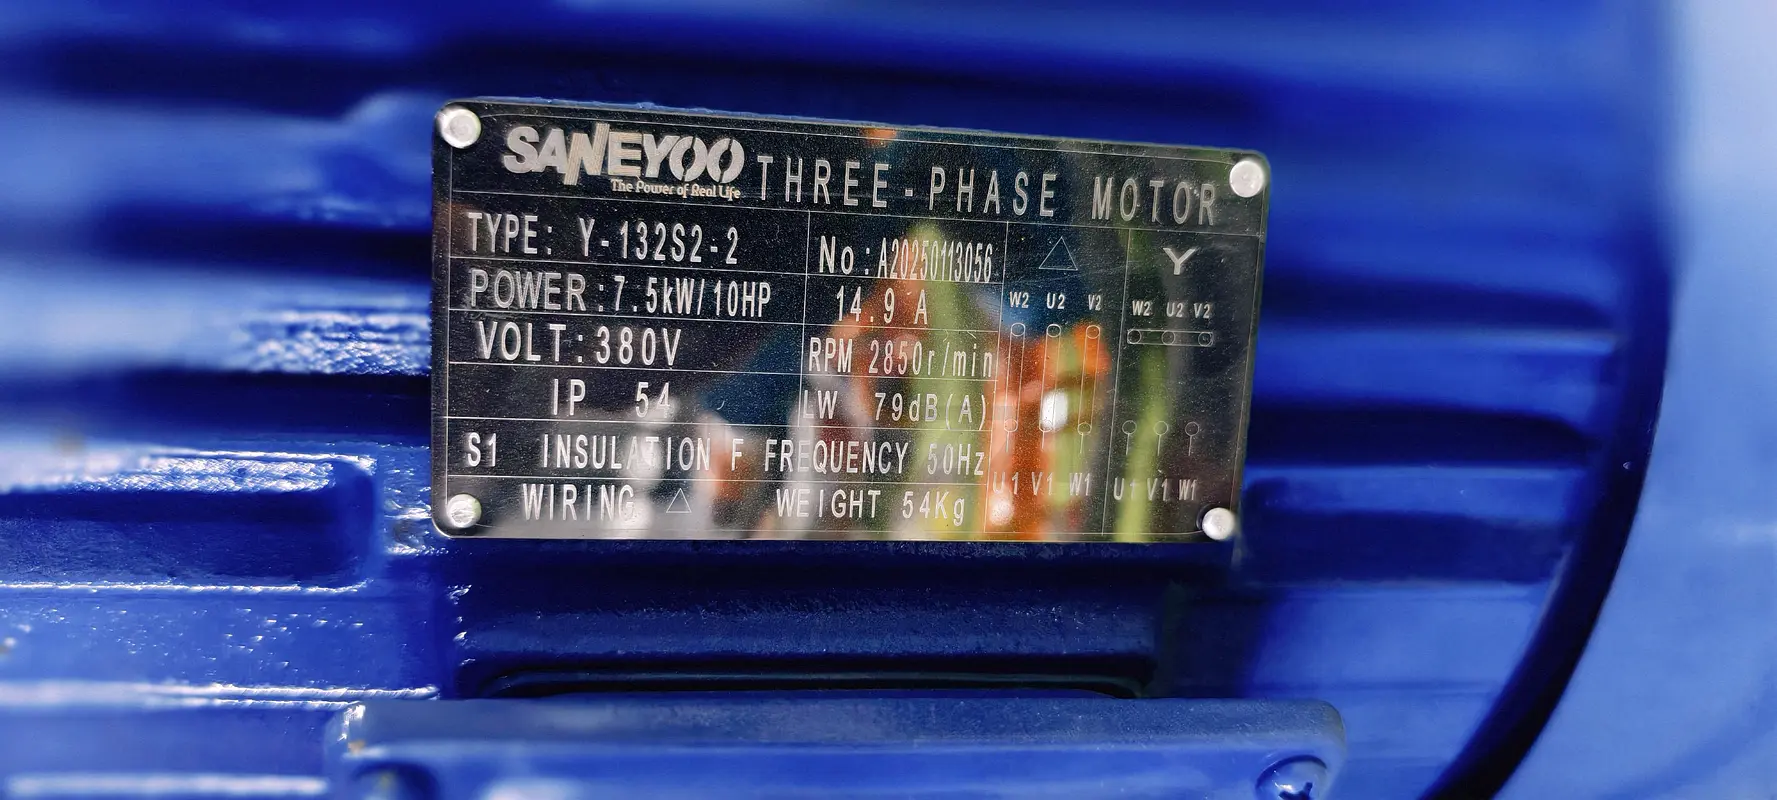 SANEYOO
The Power of Real Life
THREE-PHASE MOTOR
TYPE: Y-132S2-2
No:A20250113056
POWER:7.5kW/10HP
14.9 A
VOLT:380V
RPM 2850r/min
IP 54
LW 79dB(A)
S1 INSULATION F FREQUENCY 50Hz
WIRING △ WEIGHT 54Kg
△
W2 U2 V2
U1 V1 W1
Y
W2 U2 V2
U1 V1 W1